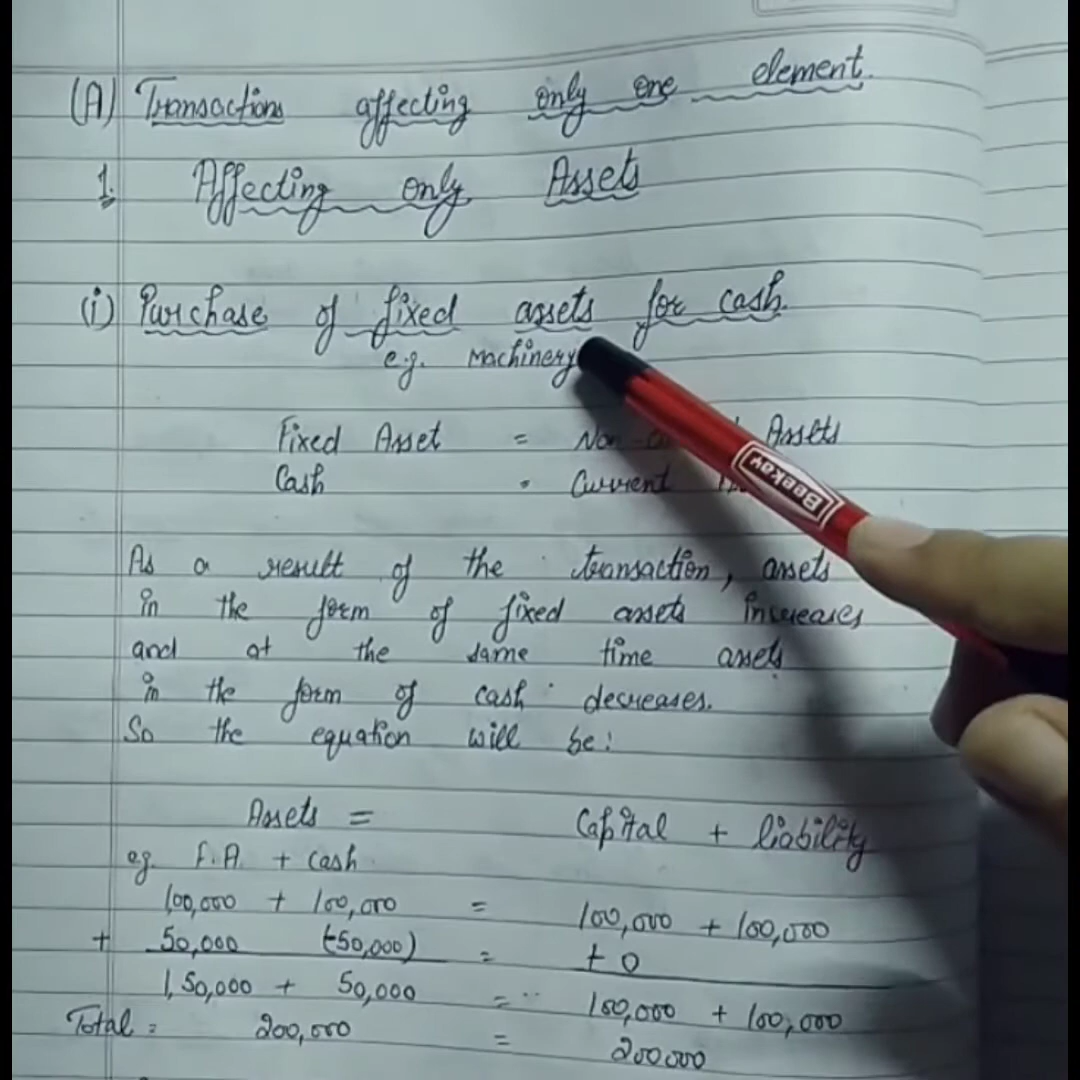 (A) Transactions affecting only one element.
1. Affecting only Assets
(i) Purchase of fixed assets for cash.
e.g. Machinery
Fixed Asset = Assets
Cash = Current
Beekay
As a result of the transaction, assets
in the form of fixed assets increases
and at the same time assets
in the form of cash decreases.
So the equation will be:
Assets = Capital + liability
eg. F.A. + cash
100,000 + 100,000 = 100,000 + 100,000
+ 50,000 (-50,000) = + 0
1,50,000 + 50,000 = 100,000 + 100,000
Total = 200,000 = 200000